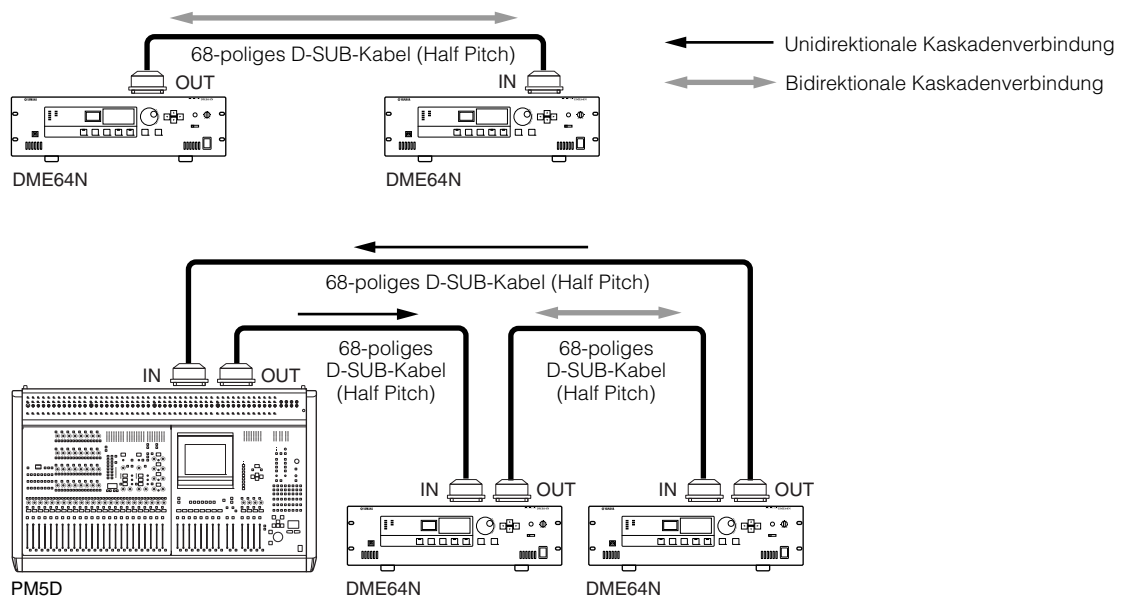 68-poliges D-SUB-Kabel (Half Pitch)
OUT
IN
Unidirektionale Kaskadenverbindung
Bidirektionale Kaskadenverbindung
DME64N
DME64N
68-poliges D-SUB-Kabel (Half Pitch)
68-poliges
D-SUB-Kabel
(Half Pitch)
68-poliges
D-SUB-Kabel
(Half Pitch)
IN
OUT
IN
OUT
IN
OUT
PM5D
DME64N
DME64N